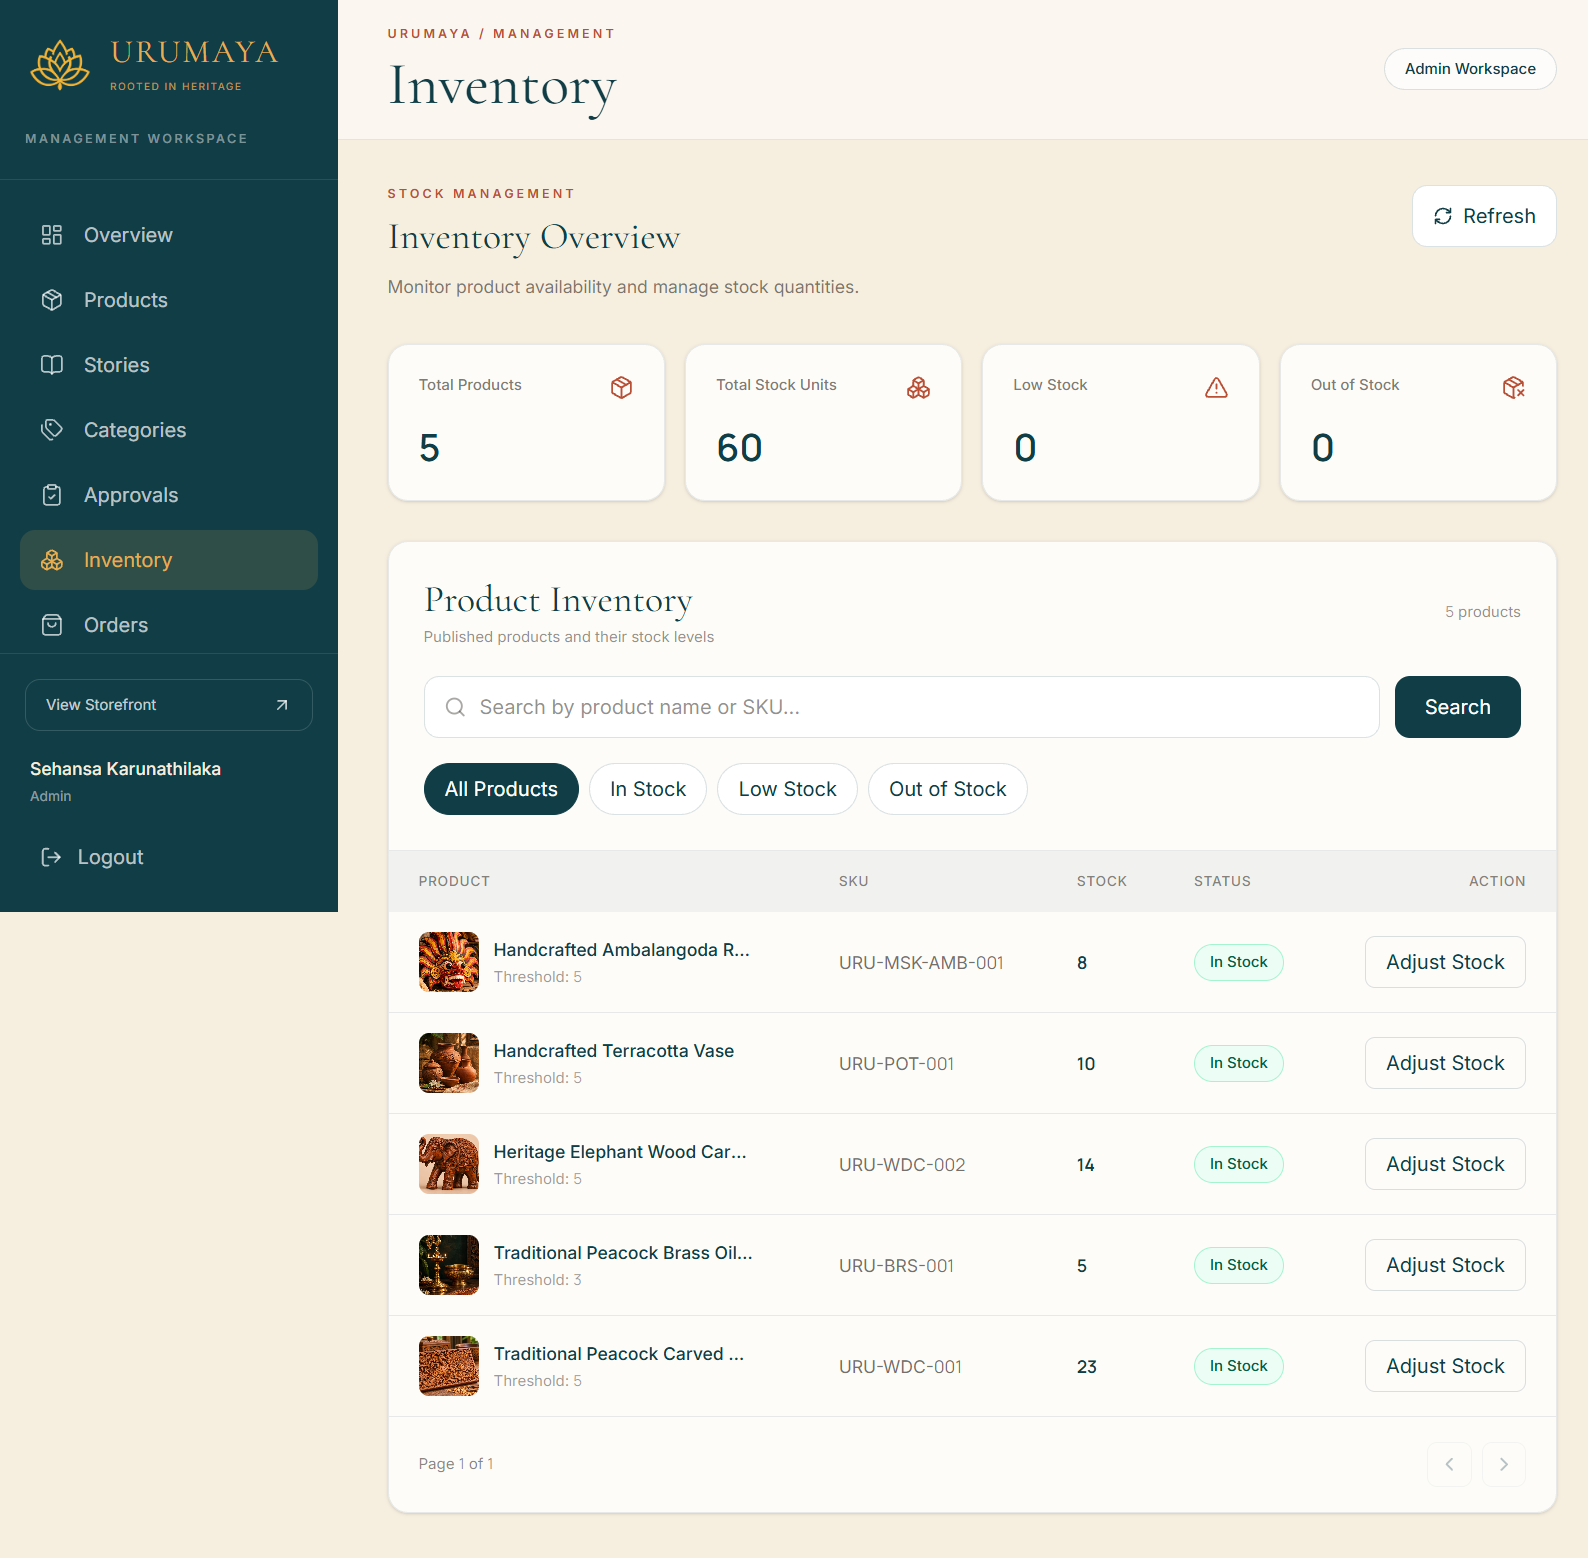 URUMAYA
ROOTED IN HERITAGE
MANAGEMENT WORKSPACE
Overview
Products
Stories
Categories
Approvals
Inventory
Orders
View Storefront
Sehansa Karunathilaka
Admin
Logout
URUMAYA / MANAGEMENT
Inventory
Admin Workspace
STOCK MANAGEMENT
Inventory Overview
Monitor product availability and manage stock quantities.
Refresh
Total Products
5
Total Stock Units
60
Low Stock
0
Out of Stock
0
Product Inventory
Published products and their stock levels
5 products
Search by product name or SKU...
Search
All Products
In Stock
Low Stock
Out of Stock
PRODUCT SKU STOCK STATUS ACTION
Handcrafted Ambalangoda R...
Threshold: 5
URU-MSK-AMB-001 8 In Stock Adjust Stock
Handcrafted Terracotta Vase
Threshold: 5
URU-POT-001 10 In Stock Adjust Stock
Heritage Elephant Wood Car...
Threshold: 5
URU-WDC-002 14 In Stock Adjust Stock
Traditional Peacock Brass Oil...
Threshold: 3
URU-BRS-001 5 In Stock Adjust Stock
Traditional Peacock Carved ...
Threshold: 5
URU-WDC-001 23 In Stock Adjust Stock
Page 1 of 1